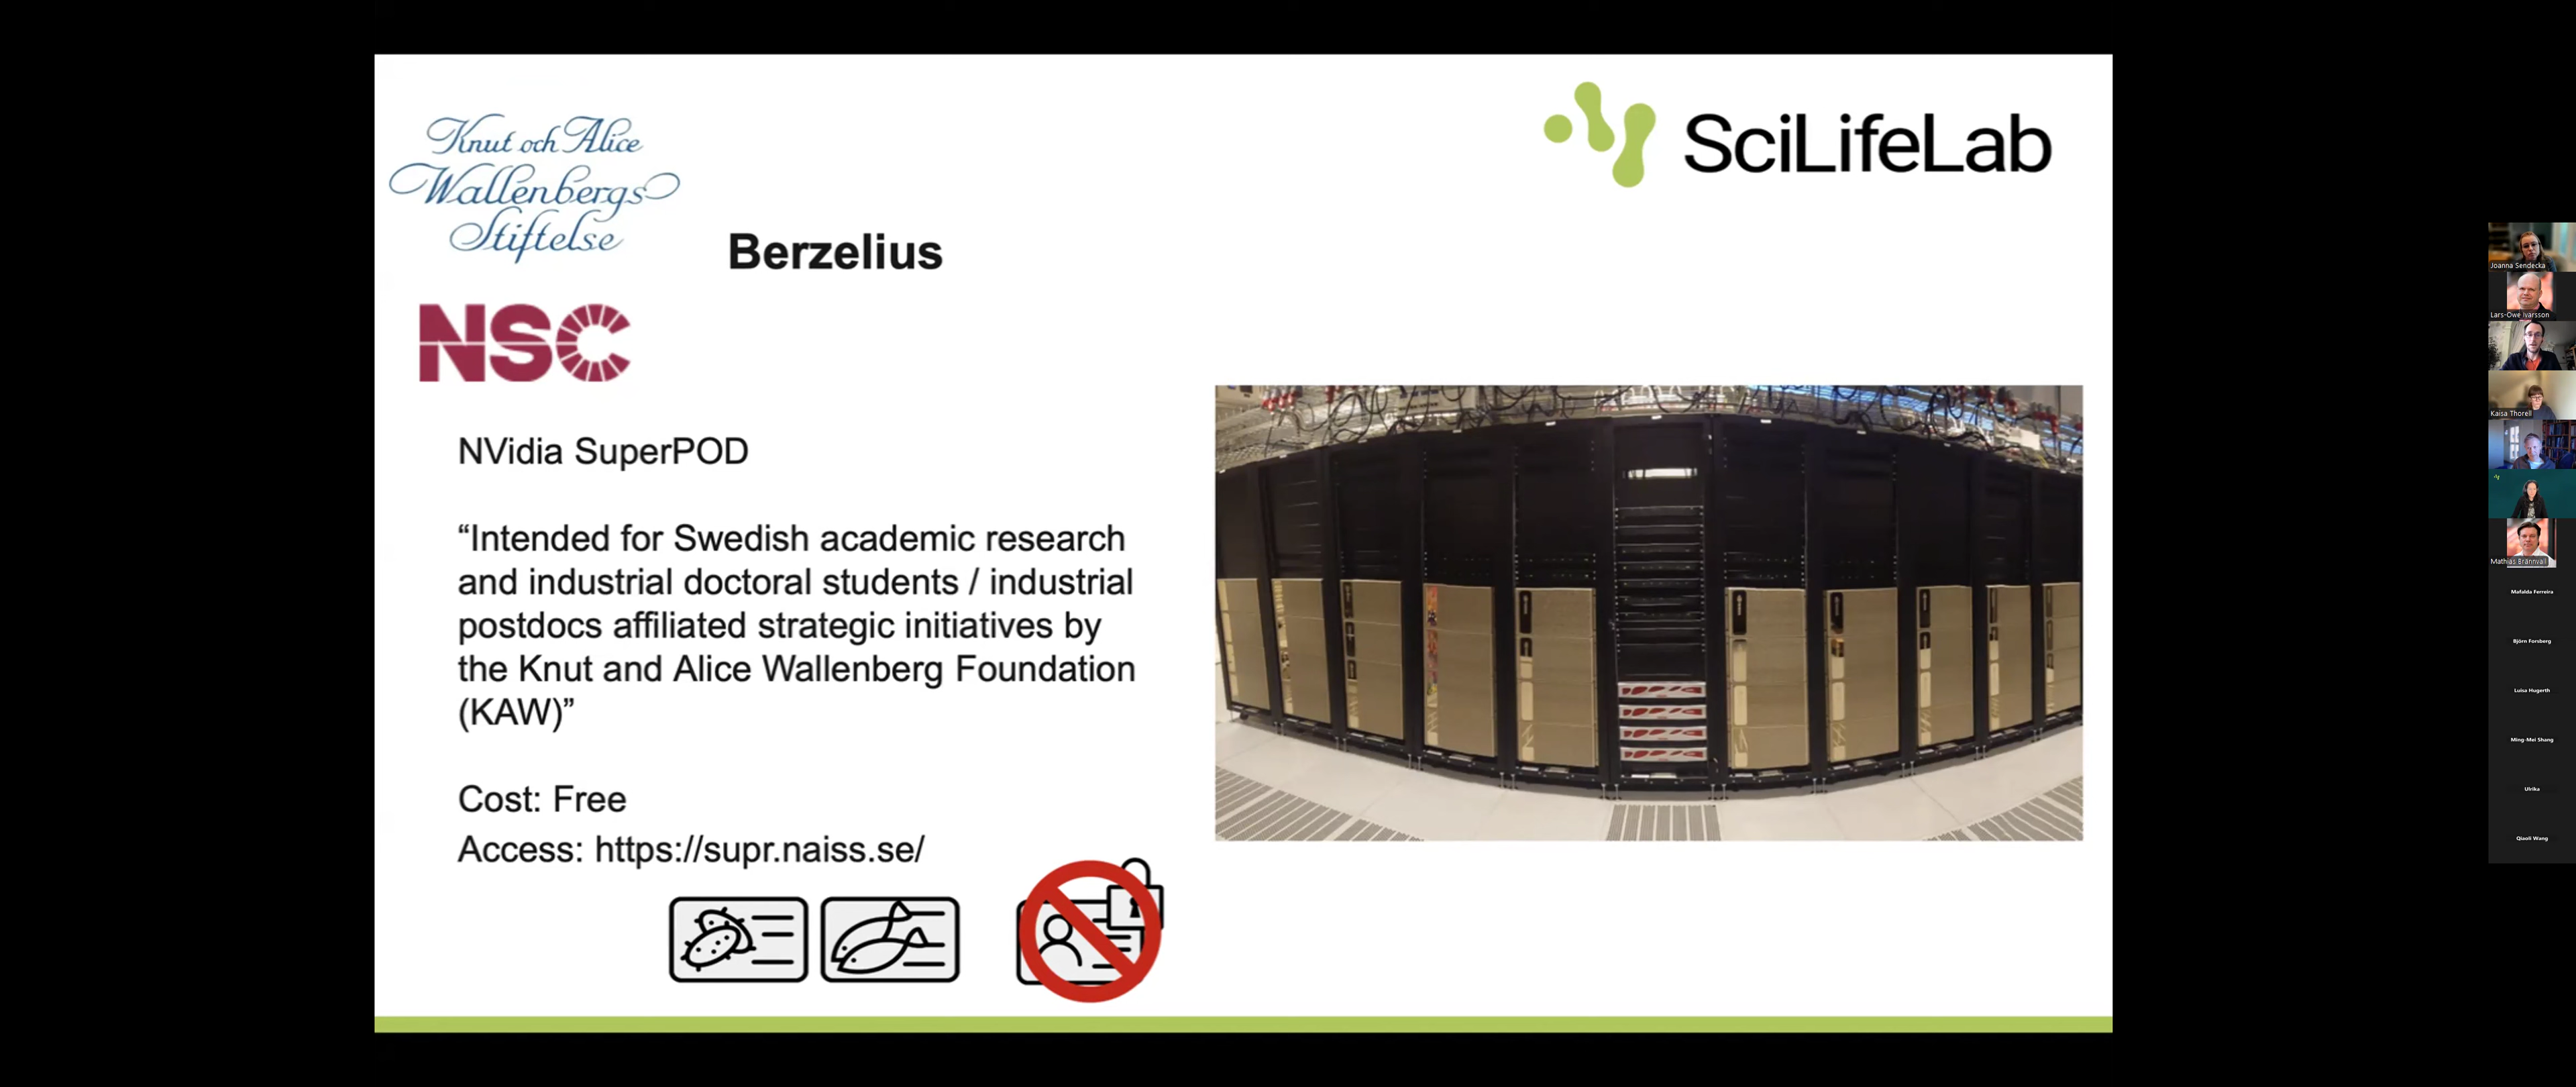 Knut och Alice
Wallenbergs
Stiftelse
SciLifeLab
Berzelius
NSC
NVidia SuperPOD
“Intended for Swedish academic research
and industrial doctoral students / industrial
postdocs affiliated strategic initiatives by
the Knut and Alice Wallenberg Foundation
(KAW)”
Cost: Free
Access: https://supr.naiss.se/
Joanna Sendecka
Lars-Owe Ivarsson
Kaisa Thorell
Mathias Brännvall
Mafalda Ferreira
Björn Forsberg
Luisa Hugerth
Ming-Mei Shang
Ulrika
Qiaoli Wang